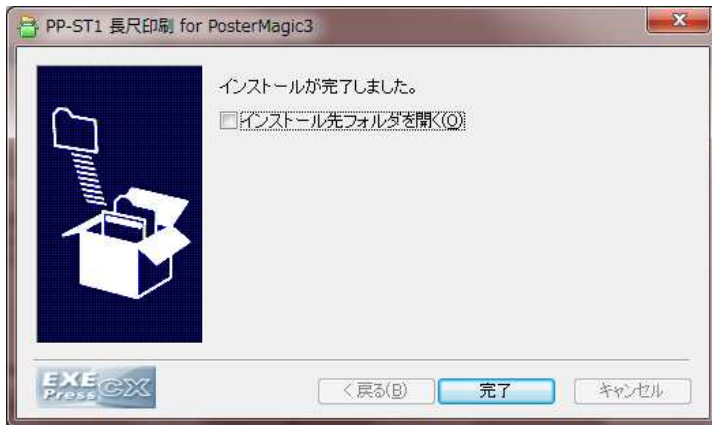 PP-ST1 長尺印刷 for PosterMagic3
インストールが完了しました。
インストール先フォルダを開く(O)
EXE
Press CX
< 戻る(B)
完了
キャンセル